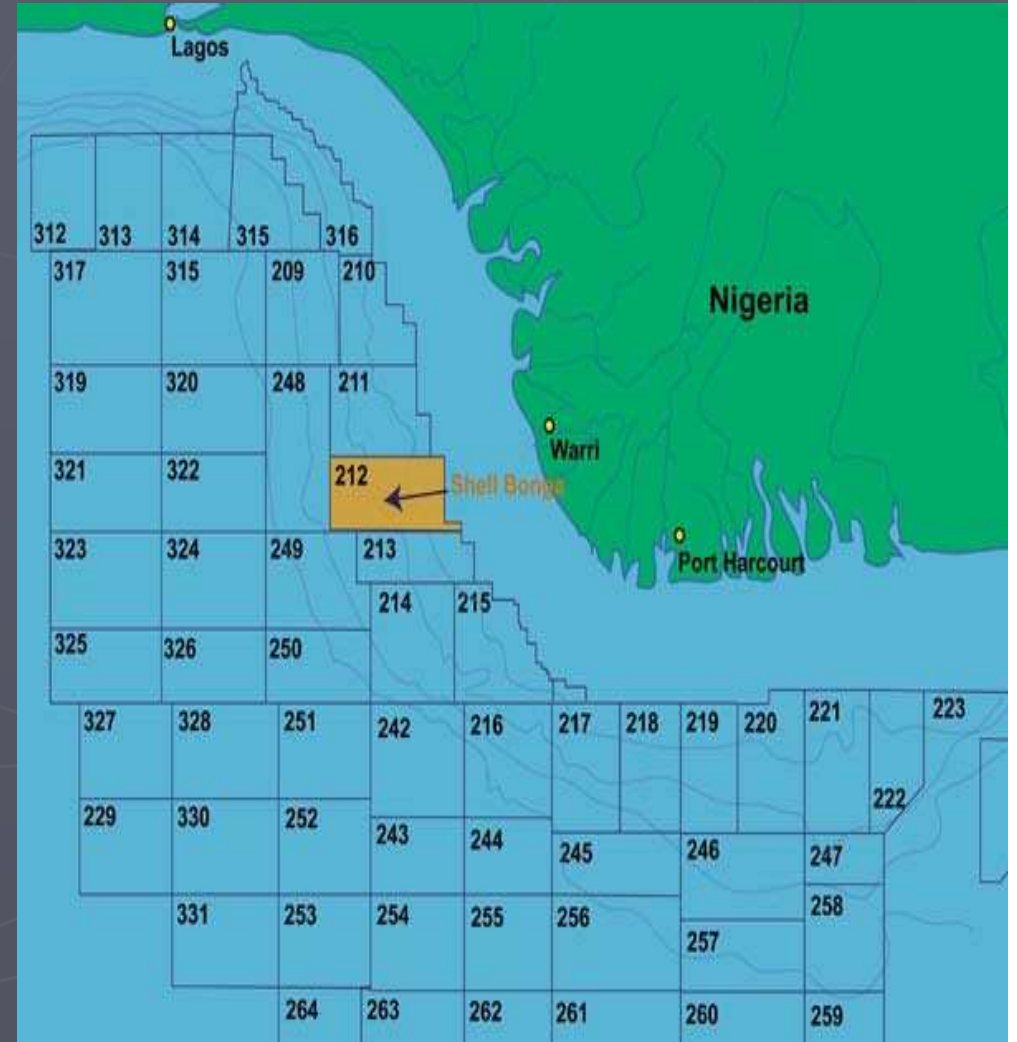 Lagos
312 313 314 315 316
317 315 209 210
Nigeria
319 320 248 211
Warri
321 322 212 Shell Bonga
323 324 249 213
Port Harcourt
214 215
325 326 250
327 328 251 242 216 217 218 219 220 221 223
222
229 330 252
243 244 245 246 247
331 253 254 255 256 258
257
264 263 262 261 260 259